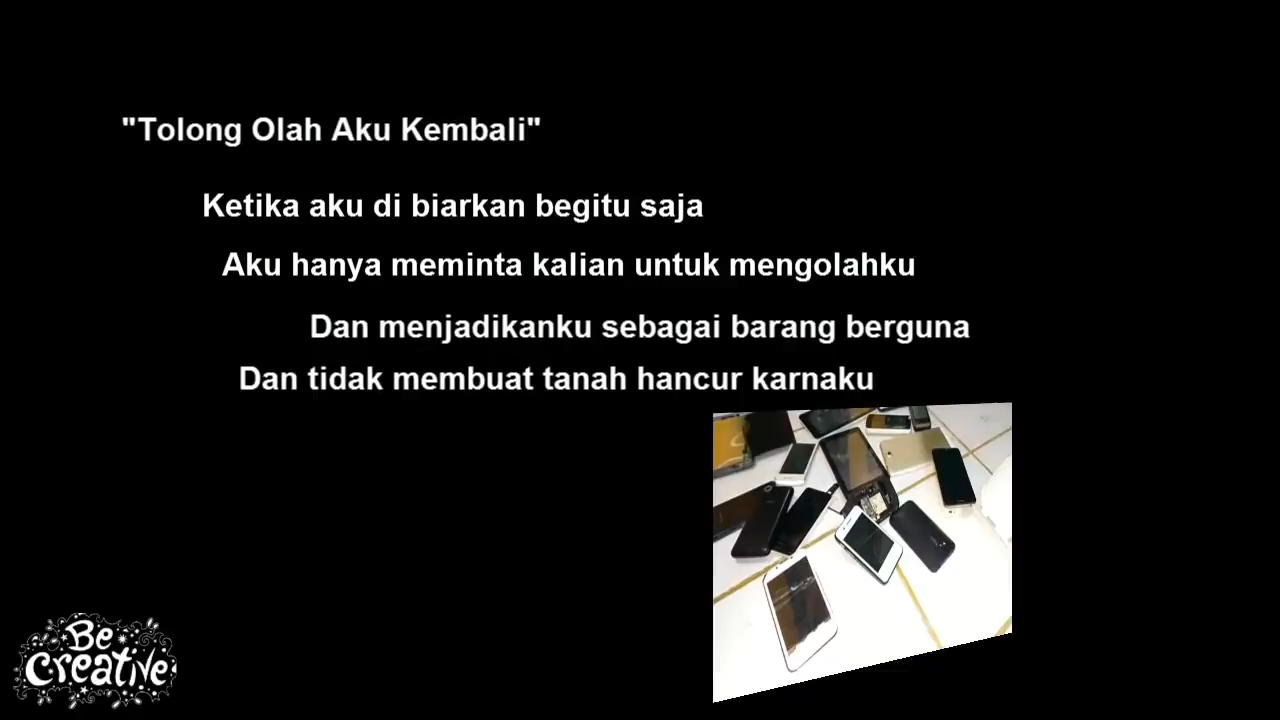 "Tolong Olah Aku Kembali"
Ketika aku di biarkan begitu saja
Aku hanya meminta kalian untuk mengolahku
Dan menjadikanku sebagai barang berguna
Dan tidak membuat tanah hancur karnaku
Be
Creative